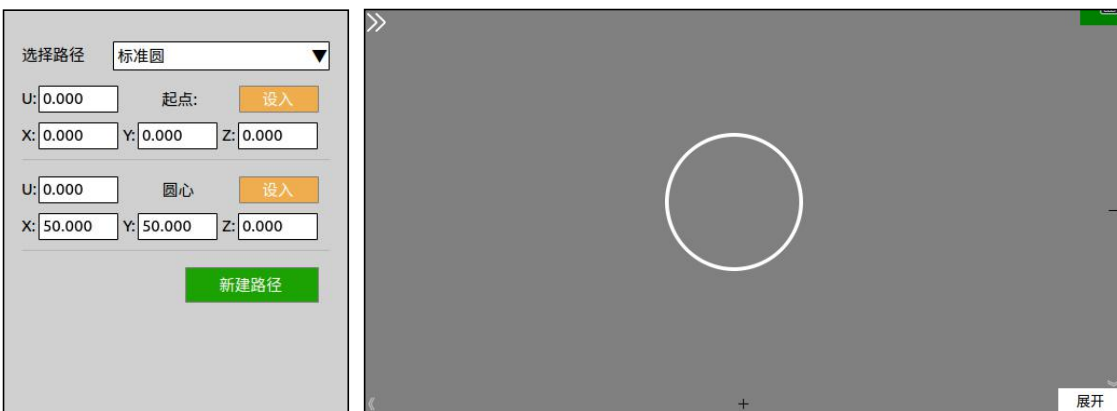 选择路径 标准圆 ▼
U: 0.000 起点: 设入
X: 0.000 Y: 0.000 Z: 0.000
U: 0.000 圆心 设入
X: 50.000 Y: 50.000 Z: 0.000
新建路径
展开